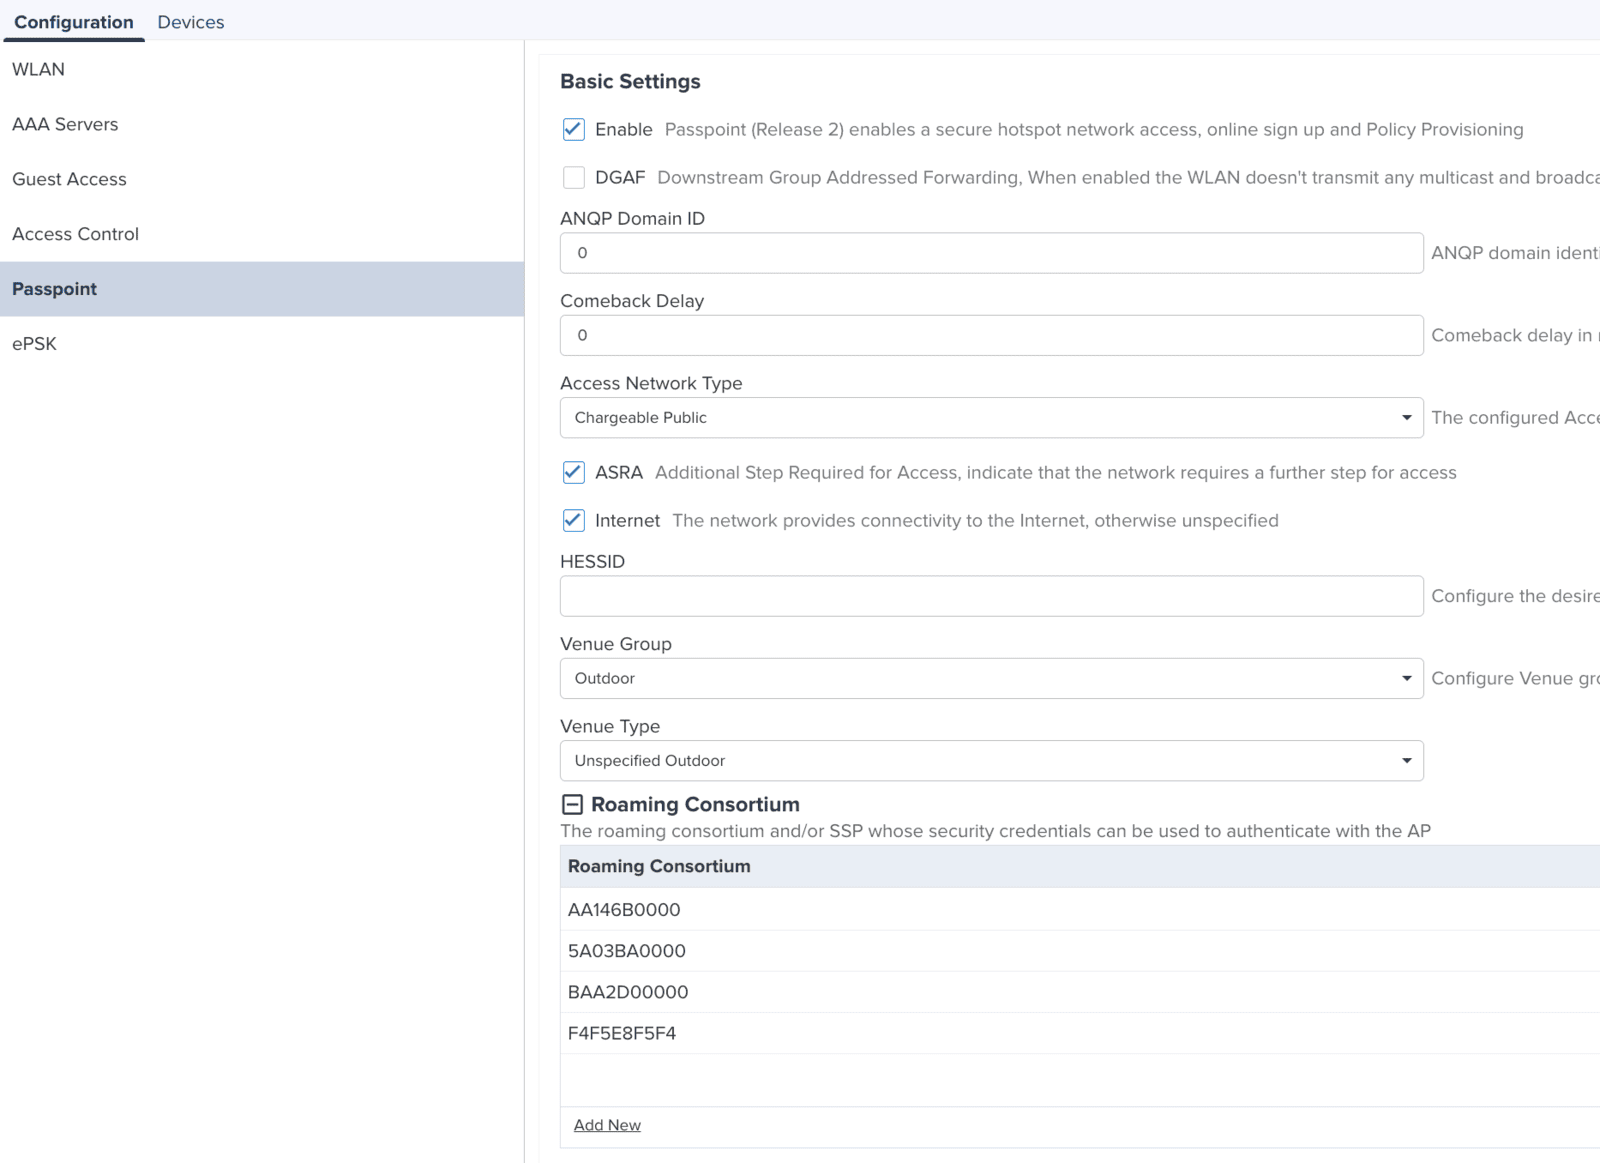 Configuration Devices
WLAN
AAA Servers
Guest Access
Access Control
Passpoint
ePSK
Basic Settings
Enable Passpoint (Release 2) enables a secure hotspot network access, online sign up and Policy Provisioning
DGAF Downstream Group Addressed Forwarding, When enabled the WLAN doesn't transmit any multicast and broadca
ANQP Domain ID
0
ANQP domain identi
Comeback Delay
0
Comeback delay in
Access Network Type
Chargeable Public
The configured Acce
ASRA Additional Step Required for Access, indicate that the network requires a further step for access
Internet The network provides connectivity to the Internet, otherwise unspecified
HESSID
Configure the desire
Venue Group
Outdoor
Configure Venue gro
Venue Type
Unspecified Outdoor
Roaming Consortium
The roaming consortium and/or SSP whose security credentials can be used to authenticate with the AP
Roaming Consortium
AA146B0000
5A03BA0000
BAA2D00000
F4F5E8F5F4
Add New